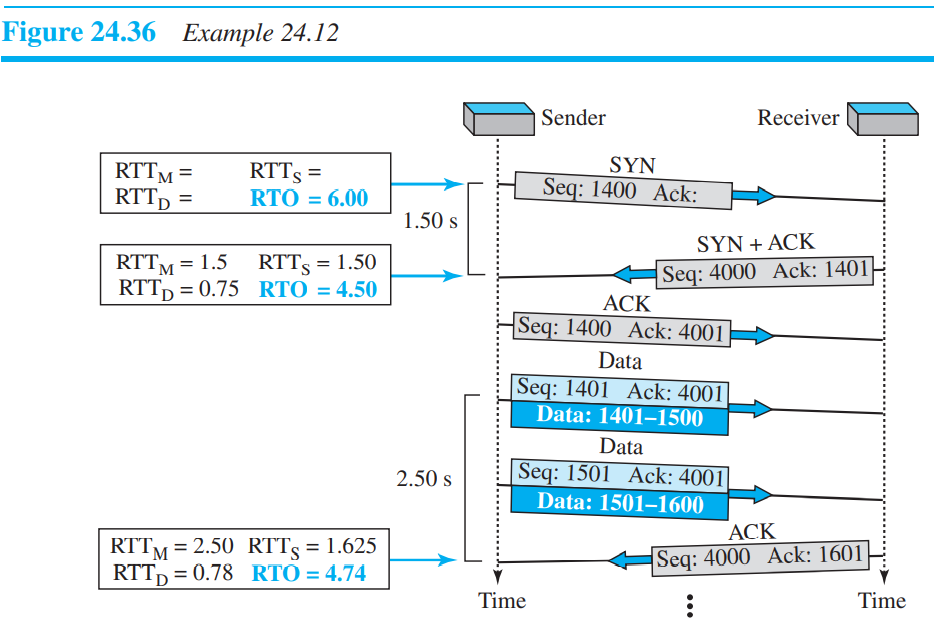 Figure 24.36 Example 24.12
Sender
Receiver
RTTM = RTTS =
RTTD = RTO = 6.00
1.50 s
SYN
Seq: 1400 Ack:
SYN + ACK
Seq: 4000 Ack: 1401
RTTM = 1.5 RTTS = 1.50
RTTD = 0.75 RTO = 4.50
ACK
Seq: 1400 Ack: 4001
Data
Seq: 1401 Ack: 4001
Data: 1401–1500
2.50 s
Data
Seq: 1501 Ack: 4001
Data: 1501–1600
ACK
Seq: 4000 Ack: 1601
RTTM = 2.50 RTTS = 1.625
RTTD = 0.78 RTO = 4.74
Time
Time